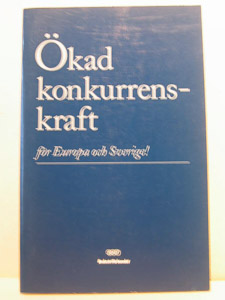 Ökad
konkurrens-
kraft
för Europa och Sverige!